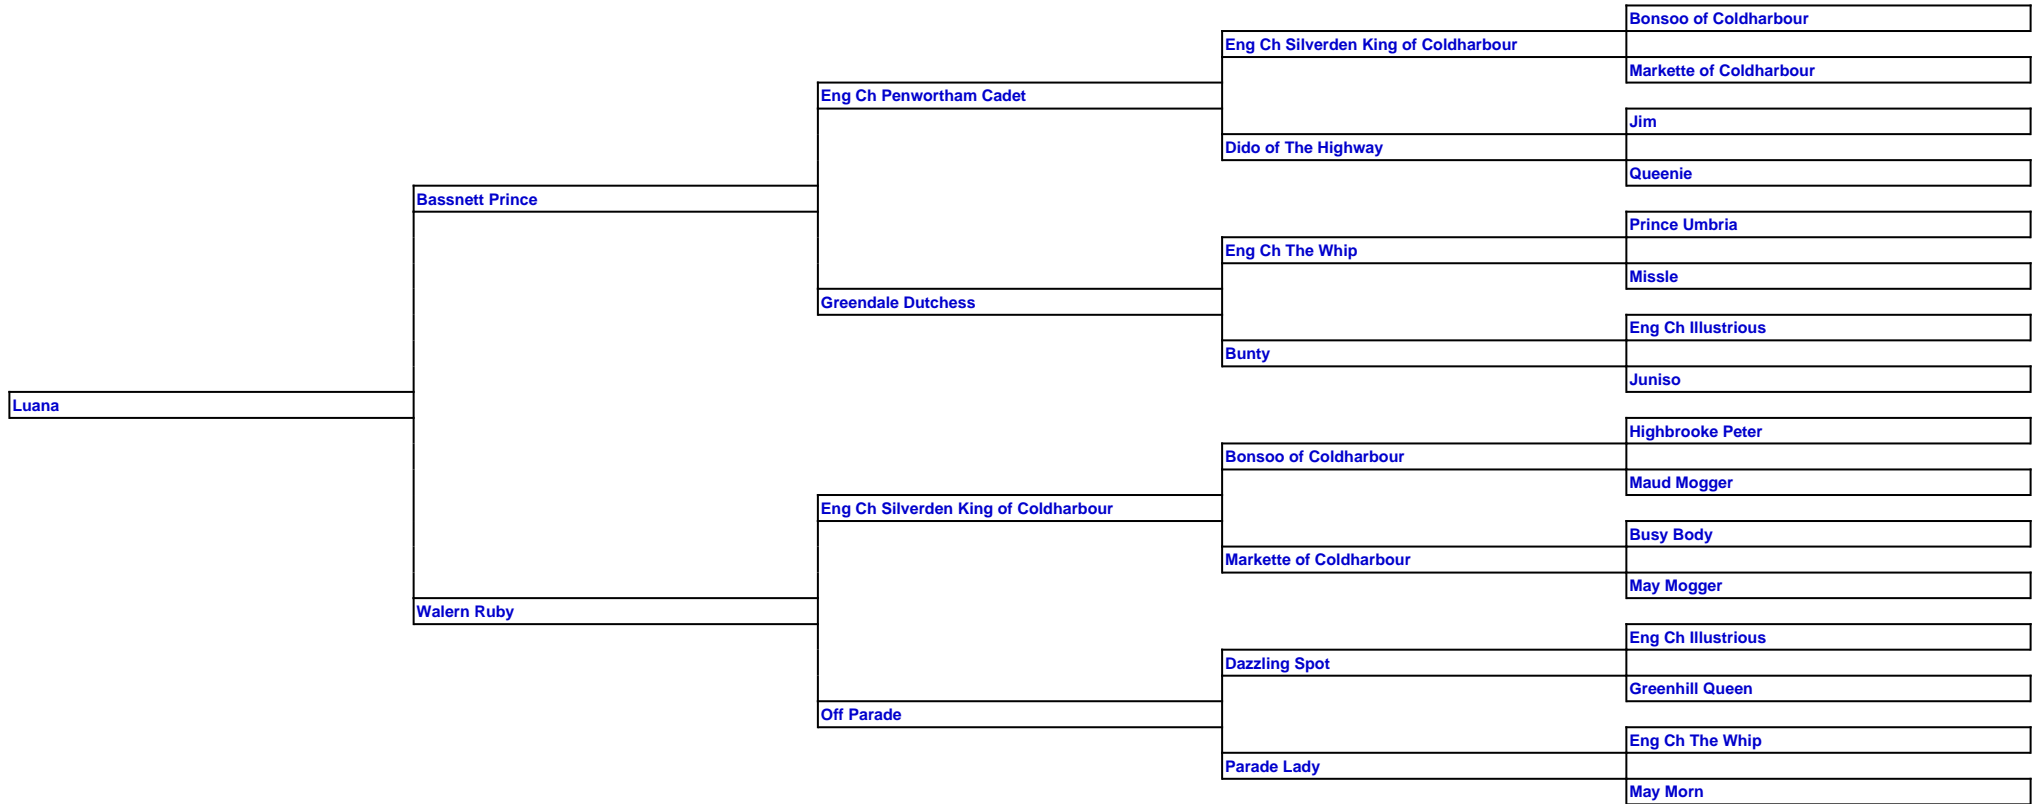 Bonsoo of Coldharbour
Eng Ch Silverden King of Coldharbour
Markette of Coldharbour
Eng Ch Penwortham Cadet
Jim
Dido of The Highway
Queenie
Bassnett Prince
Prince Umbria
Eng Ch The Whip
Missle
Greendale Dutchess
Eng Ch Illustrious
Bunty
Juniso
Luana
Highbrooke Peter
Bonsoo of Coldharbour
Maud Mogger
Eng Ch Silverden King of Coldharbour
Busy Body
Markette of Coldharbour
May Mogger
Walern Ruby
Eng Ch Illustrious
Dazzling Spot
Greenhill Queen
Off Parade
Eng Ch The Whip
Parade Lady
May Morn